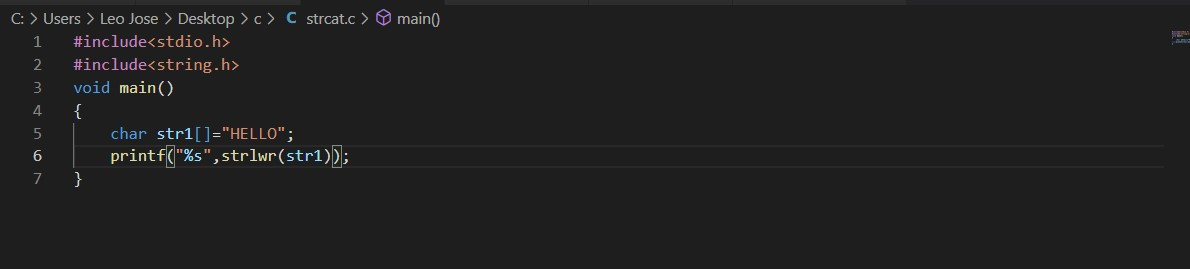 C: > Users > Leo Jose > Desktop > c > C strcat.c > main()
1 #include<stdio.h>
2 #include<string.h>
3 void main()
4 {
5     char str1[]="HELLO";
6     printf("%s",strlwr(str1));
7 }